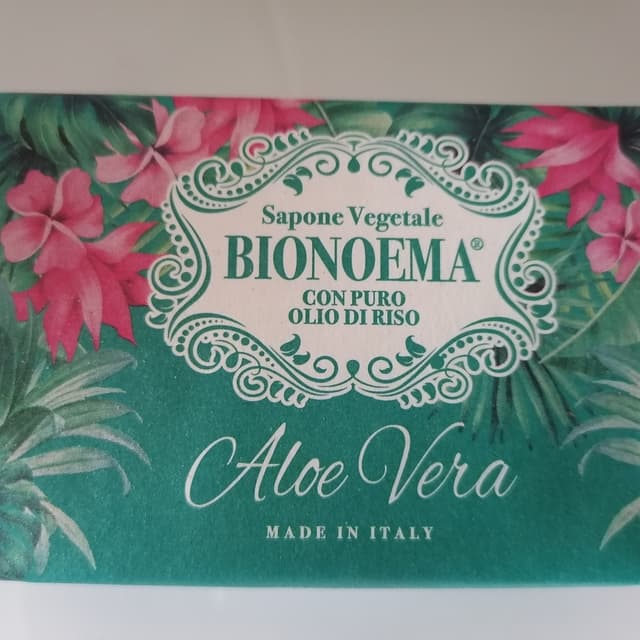 Sapone Vegetale
BIONOEMA®
CON PURO
OLIO DI RISO
Aloe Vera
MADE IN ITALY